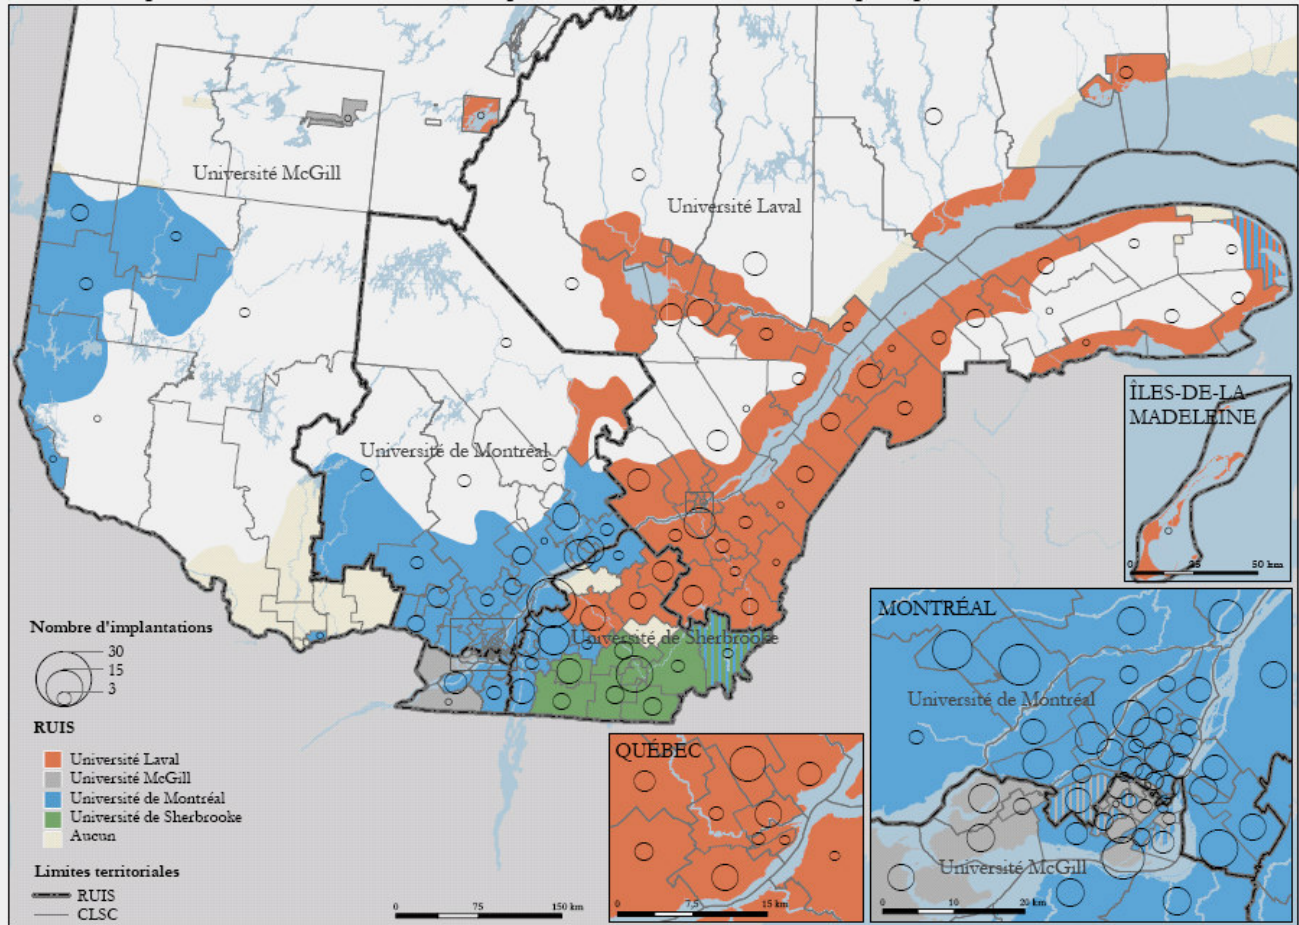 Université McGill
Université Laval
Université de Montréal
Université de Sherbrooke
ÎLES-DE-LA-
MADELEINE
0 25 50 km
Nombre d'implantations
30
15
3
RUIS
Université Laval
Université McGill
Université de Montréal
Université de Sherbrooke
Aucun
Limites territoriales
RUIS
CLSC
0 75 150 km
QUÉBEC
0 7,5 15 km
MONTRÉAL
Université de Montréal
Université McGill
0 10 20 km